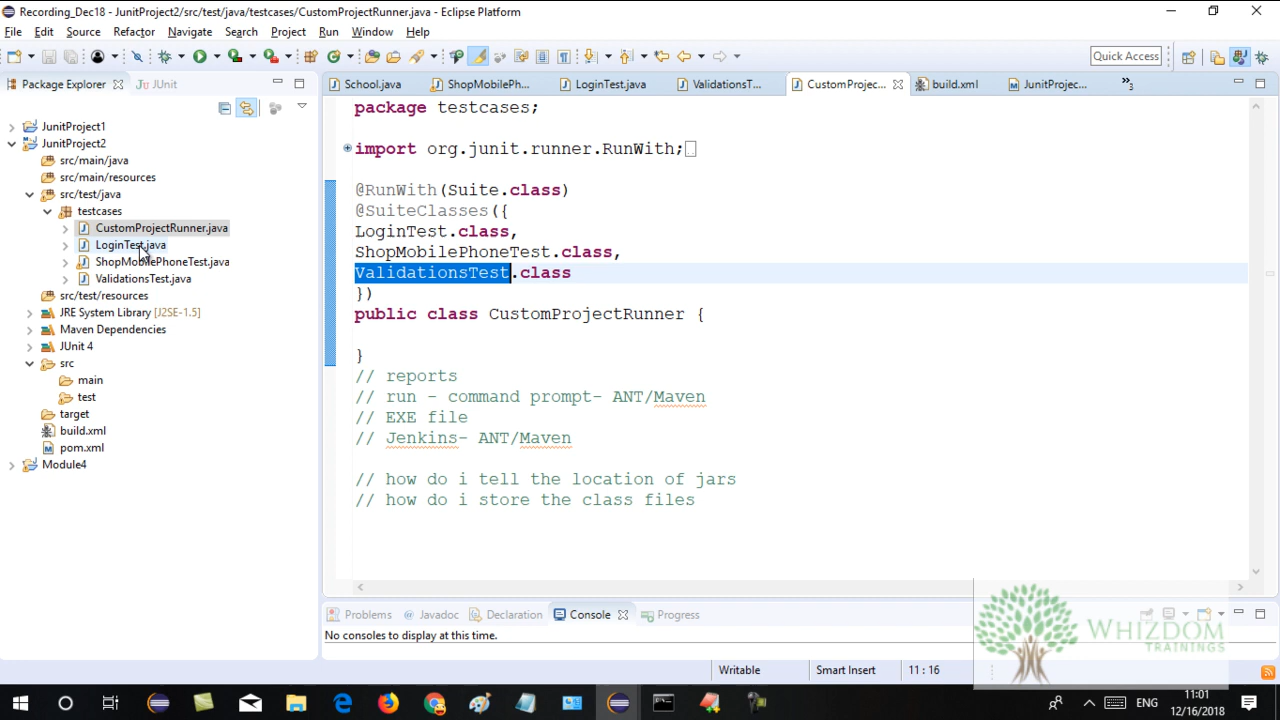 Recording_Dec18 - JunitProject2/src/test/java/testcases/CustomProjectRunner.java - Eclipse Platform
File Edit Source Refactor Navigate Search Project Run Window Help
Quick Access
Package Explorer JUnit
School.java ShopMobilePh... LoginTest.java ValidationsT... CustomProjec... build.xml JunitProjec... »3
JunitProject1
JunitProject2
src/main/java
src/main/resources
src/test/java
testcases
CustomProjectRunner.java
LoginTest.java
ShopMobilePhoneTest.java
ValidationsTest.java
src/test/resources
JRE System Library [J2SE-1.5]
Maven Dependencies
JUnit 4
src
main
test
target
build.xml
pom.xml
Module4
package testcases;
import org.junit.runner.RunWith;
@RunWith(Suite.class)
@SuiteClasses({
LoginTest.class,
ShopMobilePhoneTest.class,
ValidationsTest.class
})
public class CustomProjectRunner {
}
// reports
// run - command prompt- ANT/Maven
// EXE file
// Jenkins- ANT/Maven
// how do i tell the location of jars
// how do i store the class files
Problems @ Javadoc Declaration Console Progress
No consoles to display at this time.
WHIZDOM
TRAININGS
Writable Smart Insert 11 : 16
ENG
11:01
12/16/2018